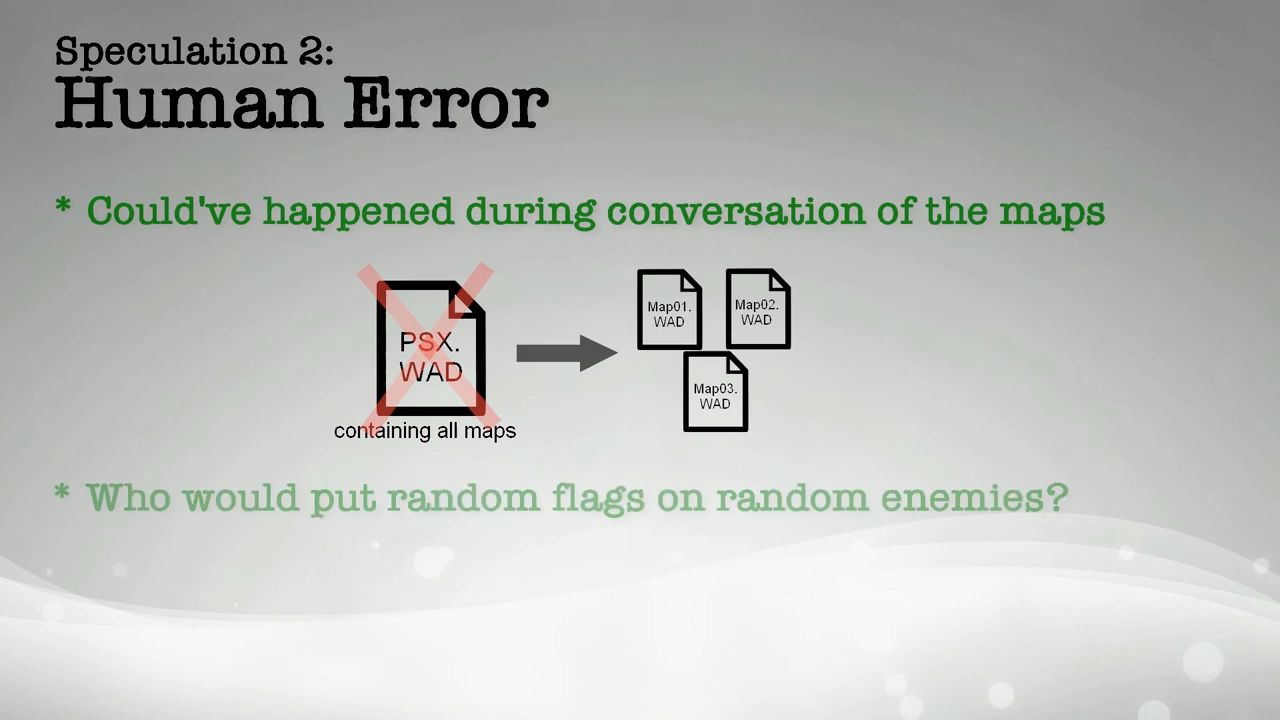 Speculation 2:
Human Error
* Could've happened during conversation of the maps
PSX.
WAD
containing all maps
Map01.
WAD
Map02.
WAD
Map03.
WAD
* Who would put random flags on random enemies?